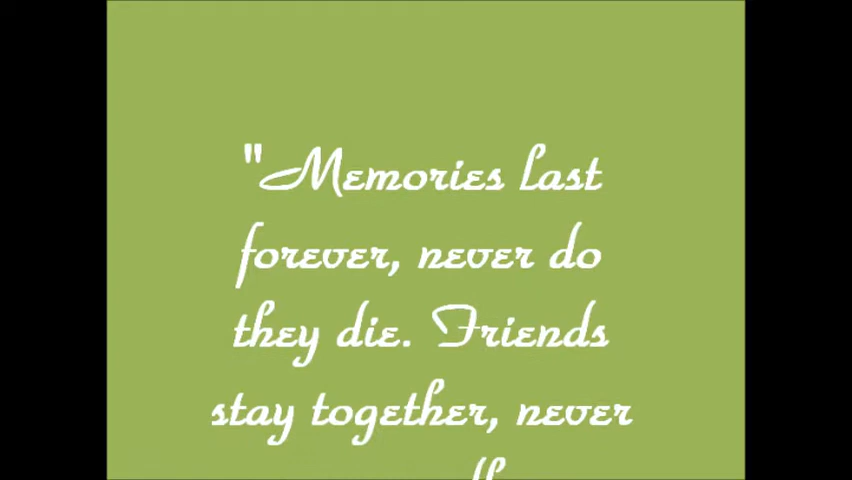 "Memories last
forever, never do
they die. Friends
stay together, never